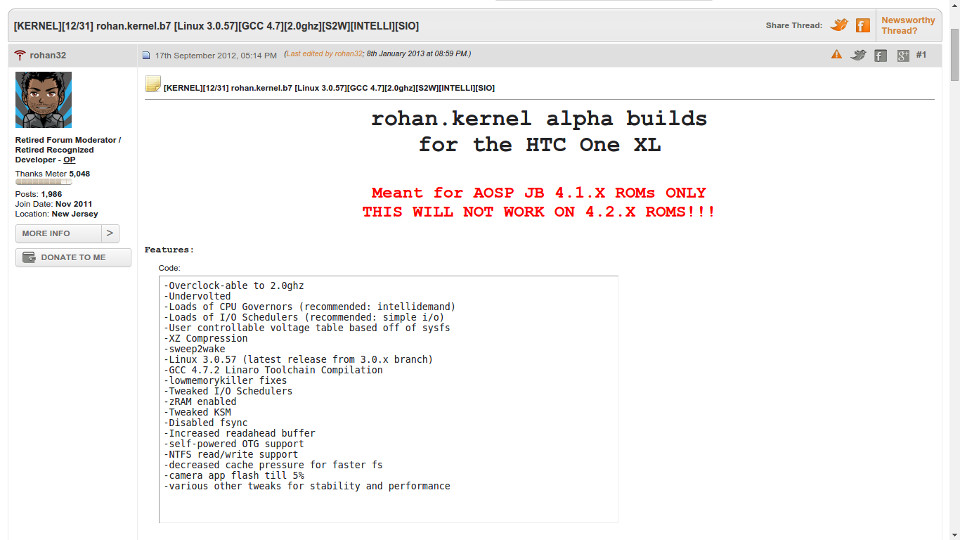 [KERNEL][12/31] rohan.kernel.b7 [Linux 3.0.57][GCC 4.7][2.0ghz][S2W][INTELLI][SIO]
Share Thread:
Newsworthy
Thread?
rohan32
17th September 2012, 05:14 PM (Last edited by rohan32; 8th January 2013 at 08:59 PM.)
#1
Retired Forum Moderator /
Retired Recognized
Developer - OP
Thanks Meter 5,048
Posts: 1,986
Join Date: Nov 2011
Location: New Jersey
MORE INFO >
DONATE TO ME
[KERNEL][12/31] rohan.kernel.b7 [Linux 3.0.57][GCC 4.7][2.0ghz][S2W][INTELLI][SIO]
rohan.kernel alpha builds
for the HTC One XL
Meant for AOSP JB 4.1.X ROMs ONLY
THIS WILL NOT WORK ON 4.2.X ROMS!!!
Features:
Code:
-Overclock-able to 2.0ghz
-Undervolted
-Loads of CPU Governors (recommended: intellidemand)
-Loads of I/O Schedulers (recommended: simple i/o)
-User controllable voltage table based off of sysfs
-XZ Compression
-sweep2wake
-Linux 3.0.57 (latest release from 3.0.x branch)
-GCC 4.7.2 Linaro Toolchain Compilation
-lowmemorykiller fixes
-Tweaked I/O Schedulers
-zRAM enabled
-Tweaked KSM
-Disabled fsync
-Increased readahead buffer
-self-powered OTG support
-NTFS read/write support
-decreased cache pressure for faster fs
-camera app flash till 5%
-various other tweaks for stability and performance